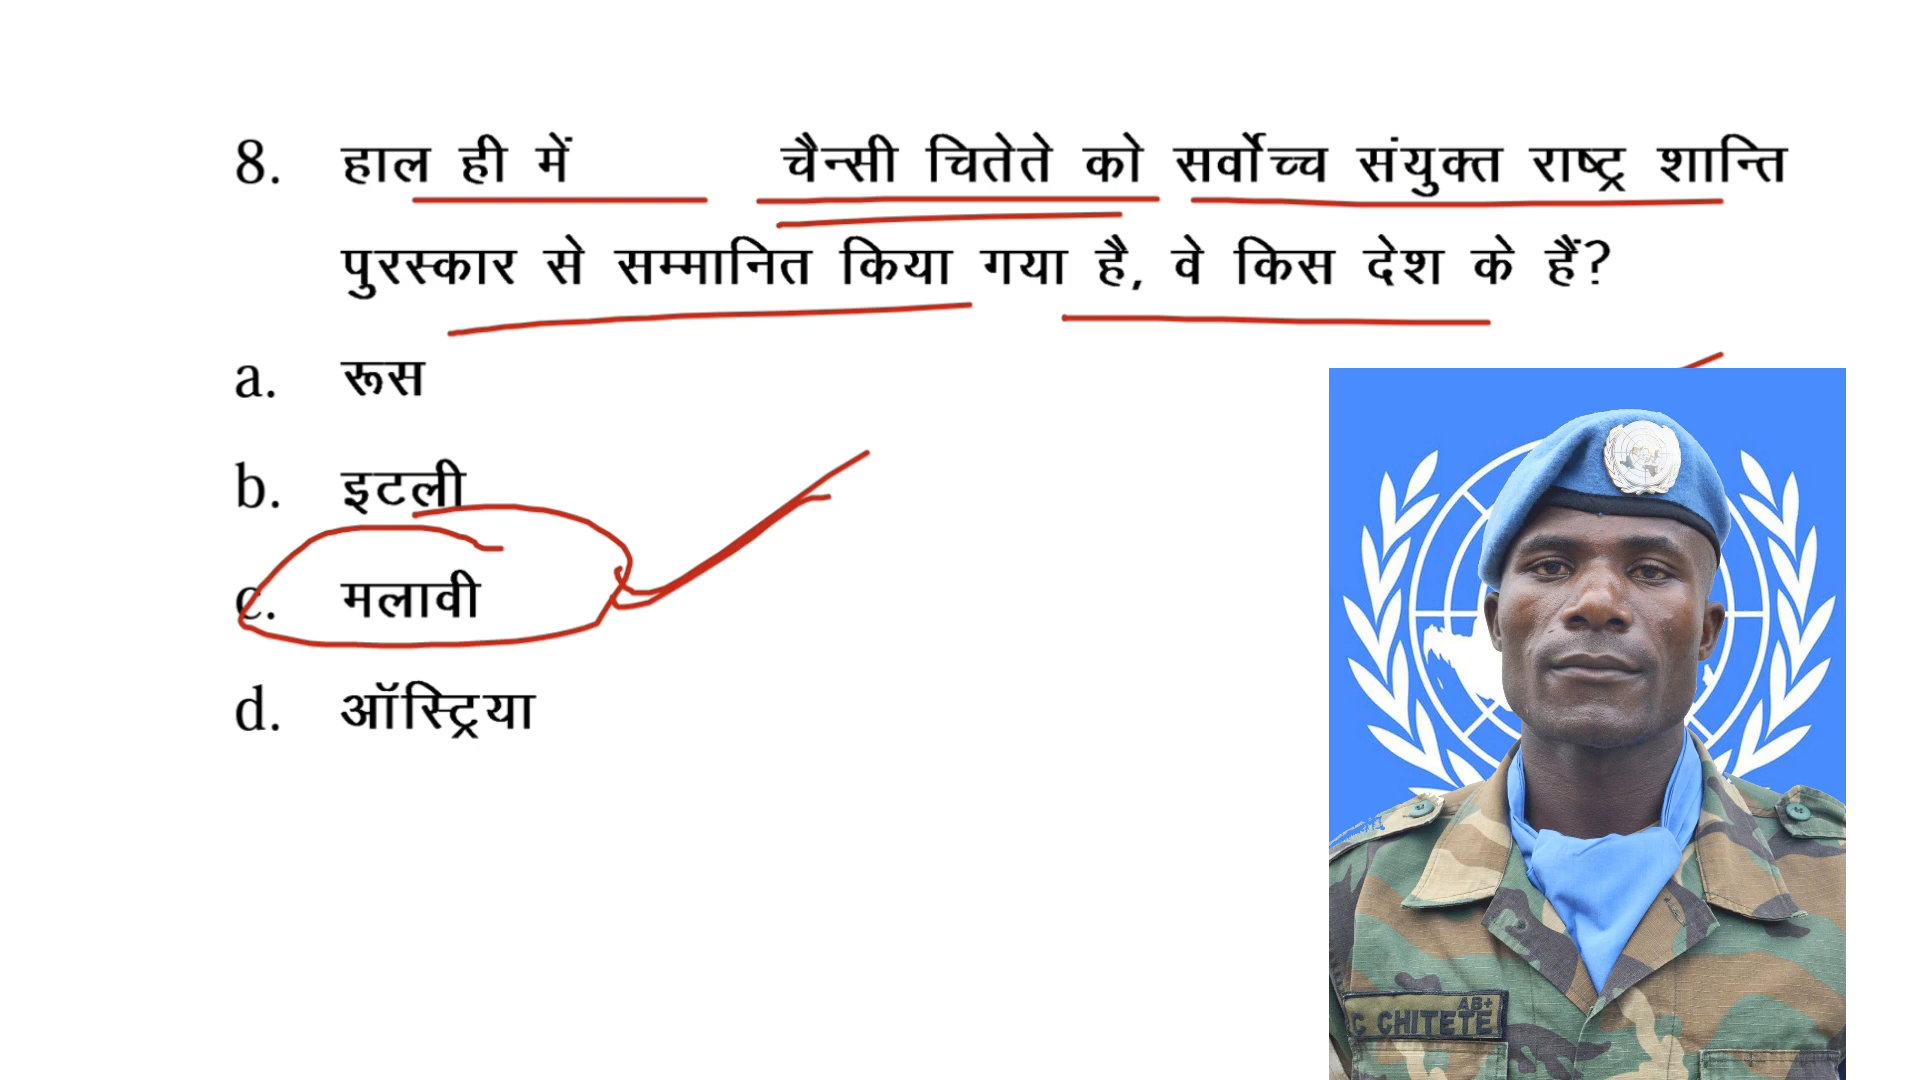 8. हाल ही में चैन्सी चितेते को सर्वोच्च संयुक्त राष्ट्र शान्ति
पुरस्कार से सम्मानित किया गया है, वे किस देश के हैं?
a. रूस
b. इटली
c. मलावी
d. ऑस्ट्रिया
AB+
C CHITETE